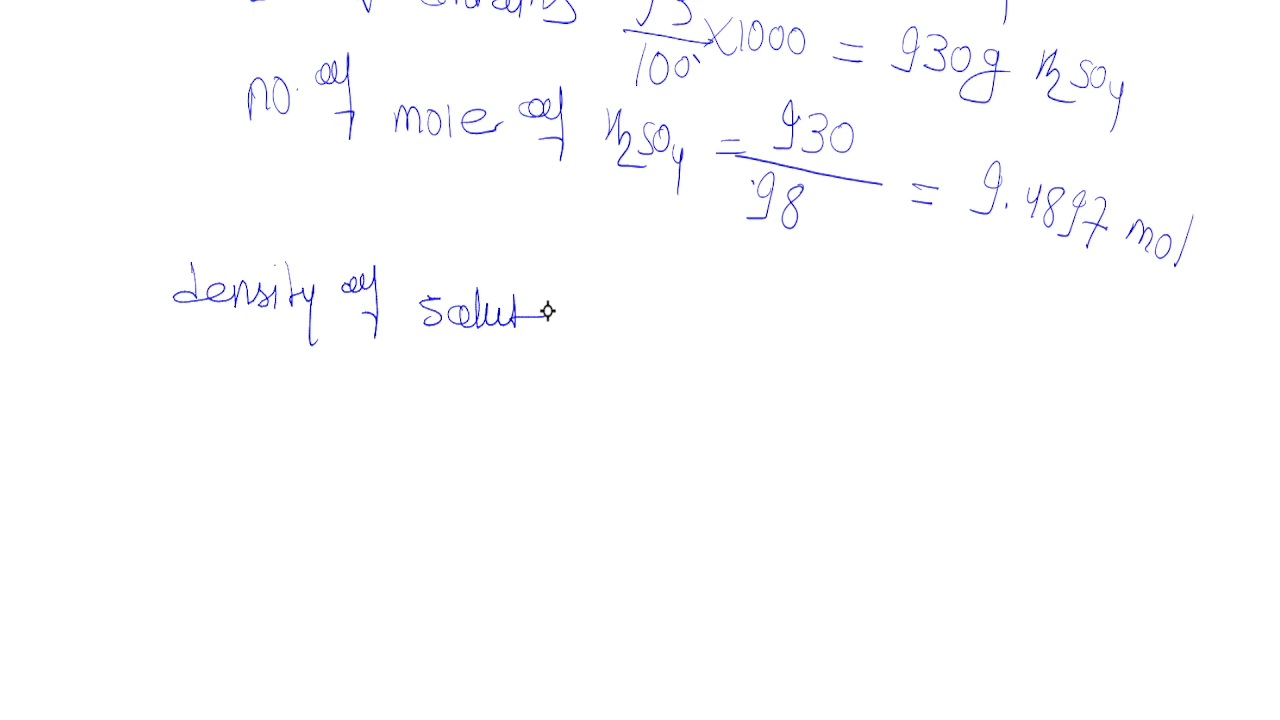 93/100 × 1000 = 930g H2SO4
no. of mole of H2SO4 = 930/98 = 9.4897 mol
density of solut